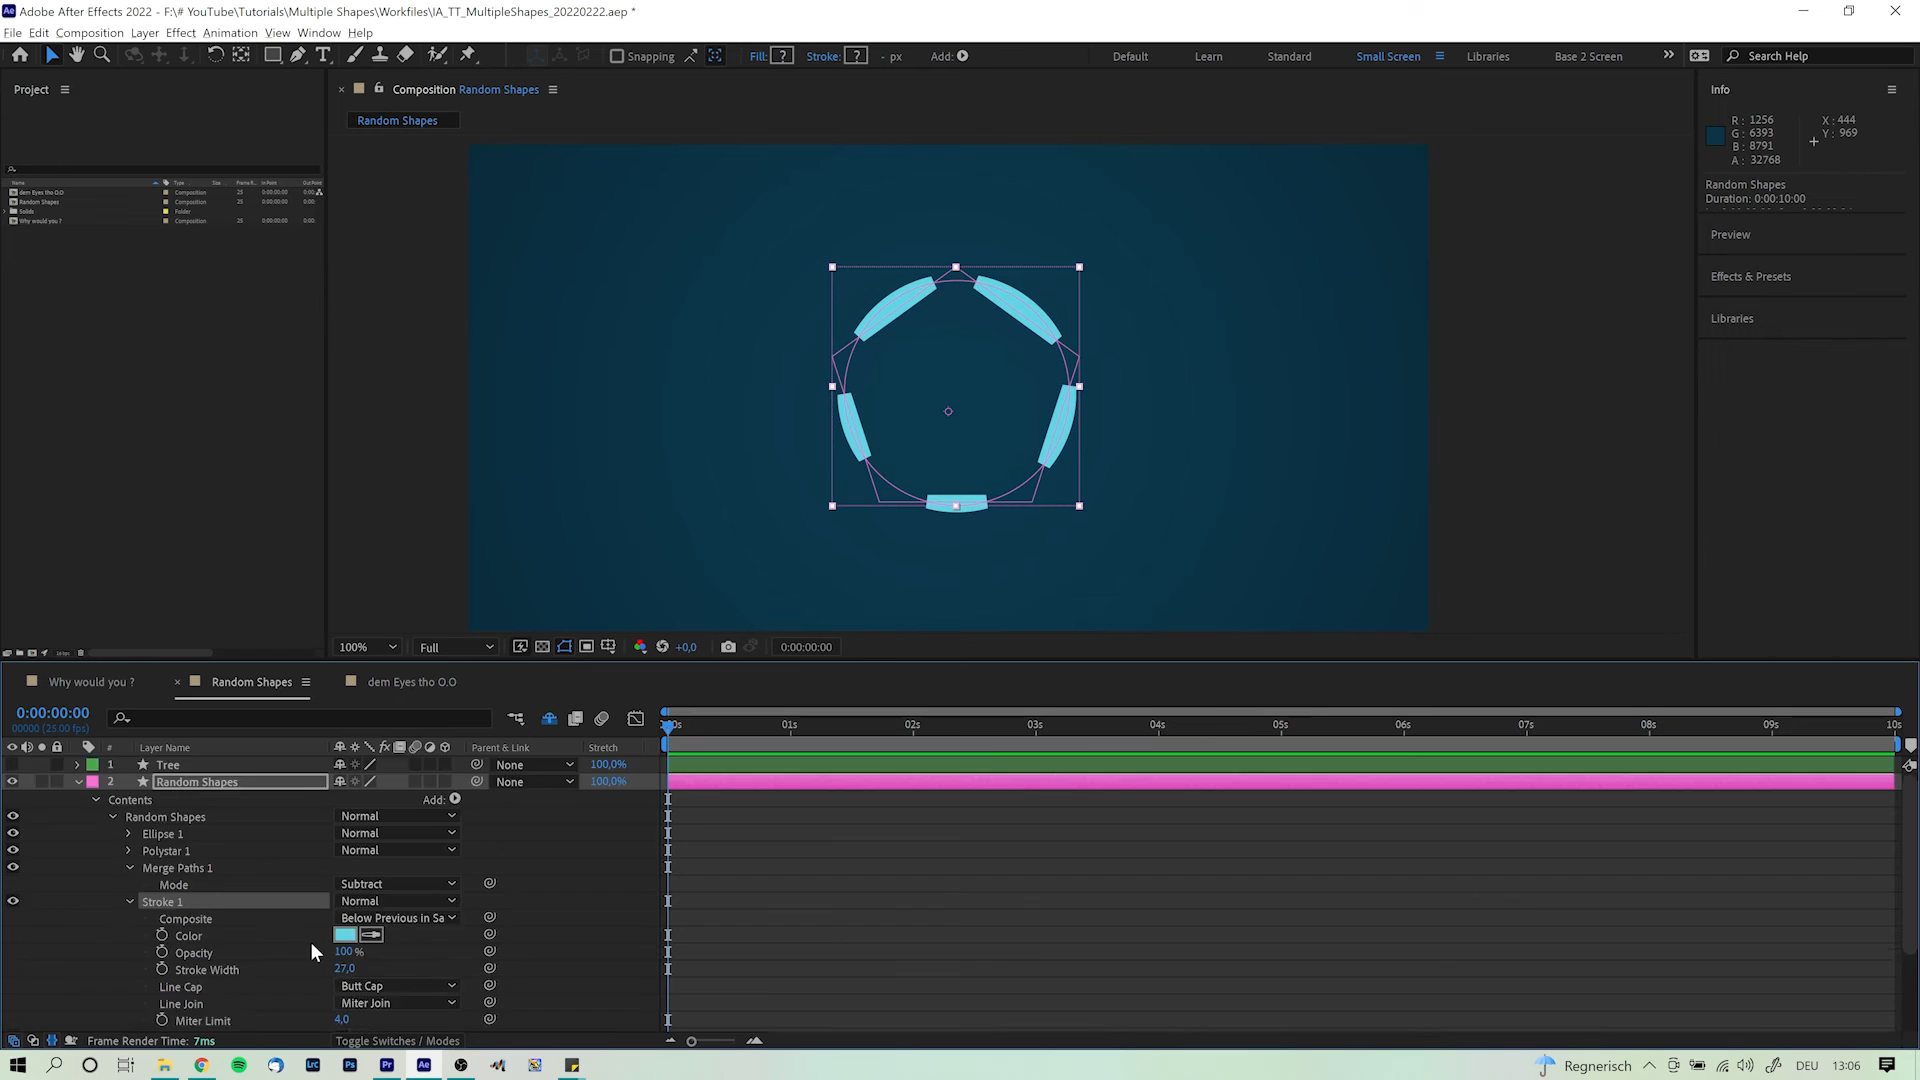 Adobe After Effects 2022 - F:\# YouTube\Tutorials\Multiple Shapes\Workfiles\IA_TT_MultipleShapes_20220222.aep *
File Edit Composition Layer Effect Animation View Window Help
Snapping Fill: ? Stroke: ? - px Add: Default Learn Standard Small Screen Libraries Base 2 Screen Search Help
Project
Composition Random Shapes
Random Shapes
Name Type Size Frame R.. In Point Out Point
dem Eyes tho O.O Composition 25 0:00:00:00 0:00:
Random Shapes Composition 25 0:00:00:00 0:00:
Solids Folder
Why would you ? Composition 25 0:00:00:00 0:00:
Info
R : 1256 X : 444
G : 6393 Y : 969
B : 8791
A : 32768
Random Shapes
Duration: 0:00:10:00
Preview
Effects & Presets
Libraries
100% Full +0,0 0:00:00:00
Why would you ? Random Shapes dem Eyes tho O.O
0:00:00:00
00000 (25.00 fps)
:00s 01s 02s 03s 04s 05s 06s 07s 08s 09s 10s
# Layer Name Parent & Link Stretch
1 Tree None 100,0%
2 Random Shapes None 100,0%
Contents Add:
Random Shapes Normal
Ellipse 1 Normal
Polystar 1 Normal
Merge Paths 1
Mode Subtract
Stroke 1 Normal
Composite Below Previous in Sa
Color
Opacity 100 %
Stroke Width 27,0
Line Cap Butt Cap
Line Join Miter Join
Miter Limit 4,0
Frame Render Time: 7ms Toggle Switches / Modes
LrC Ps Pr Ae Regnerisch DEU 13:06